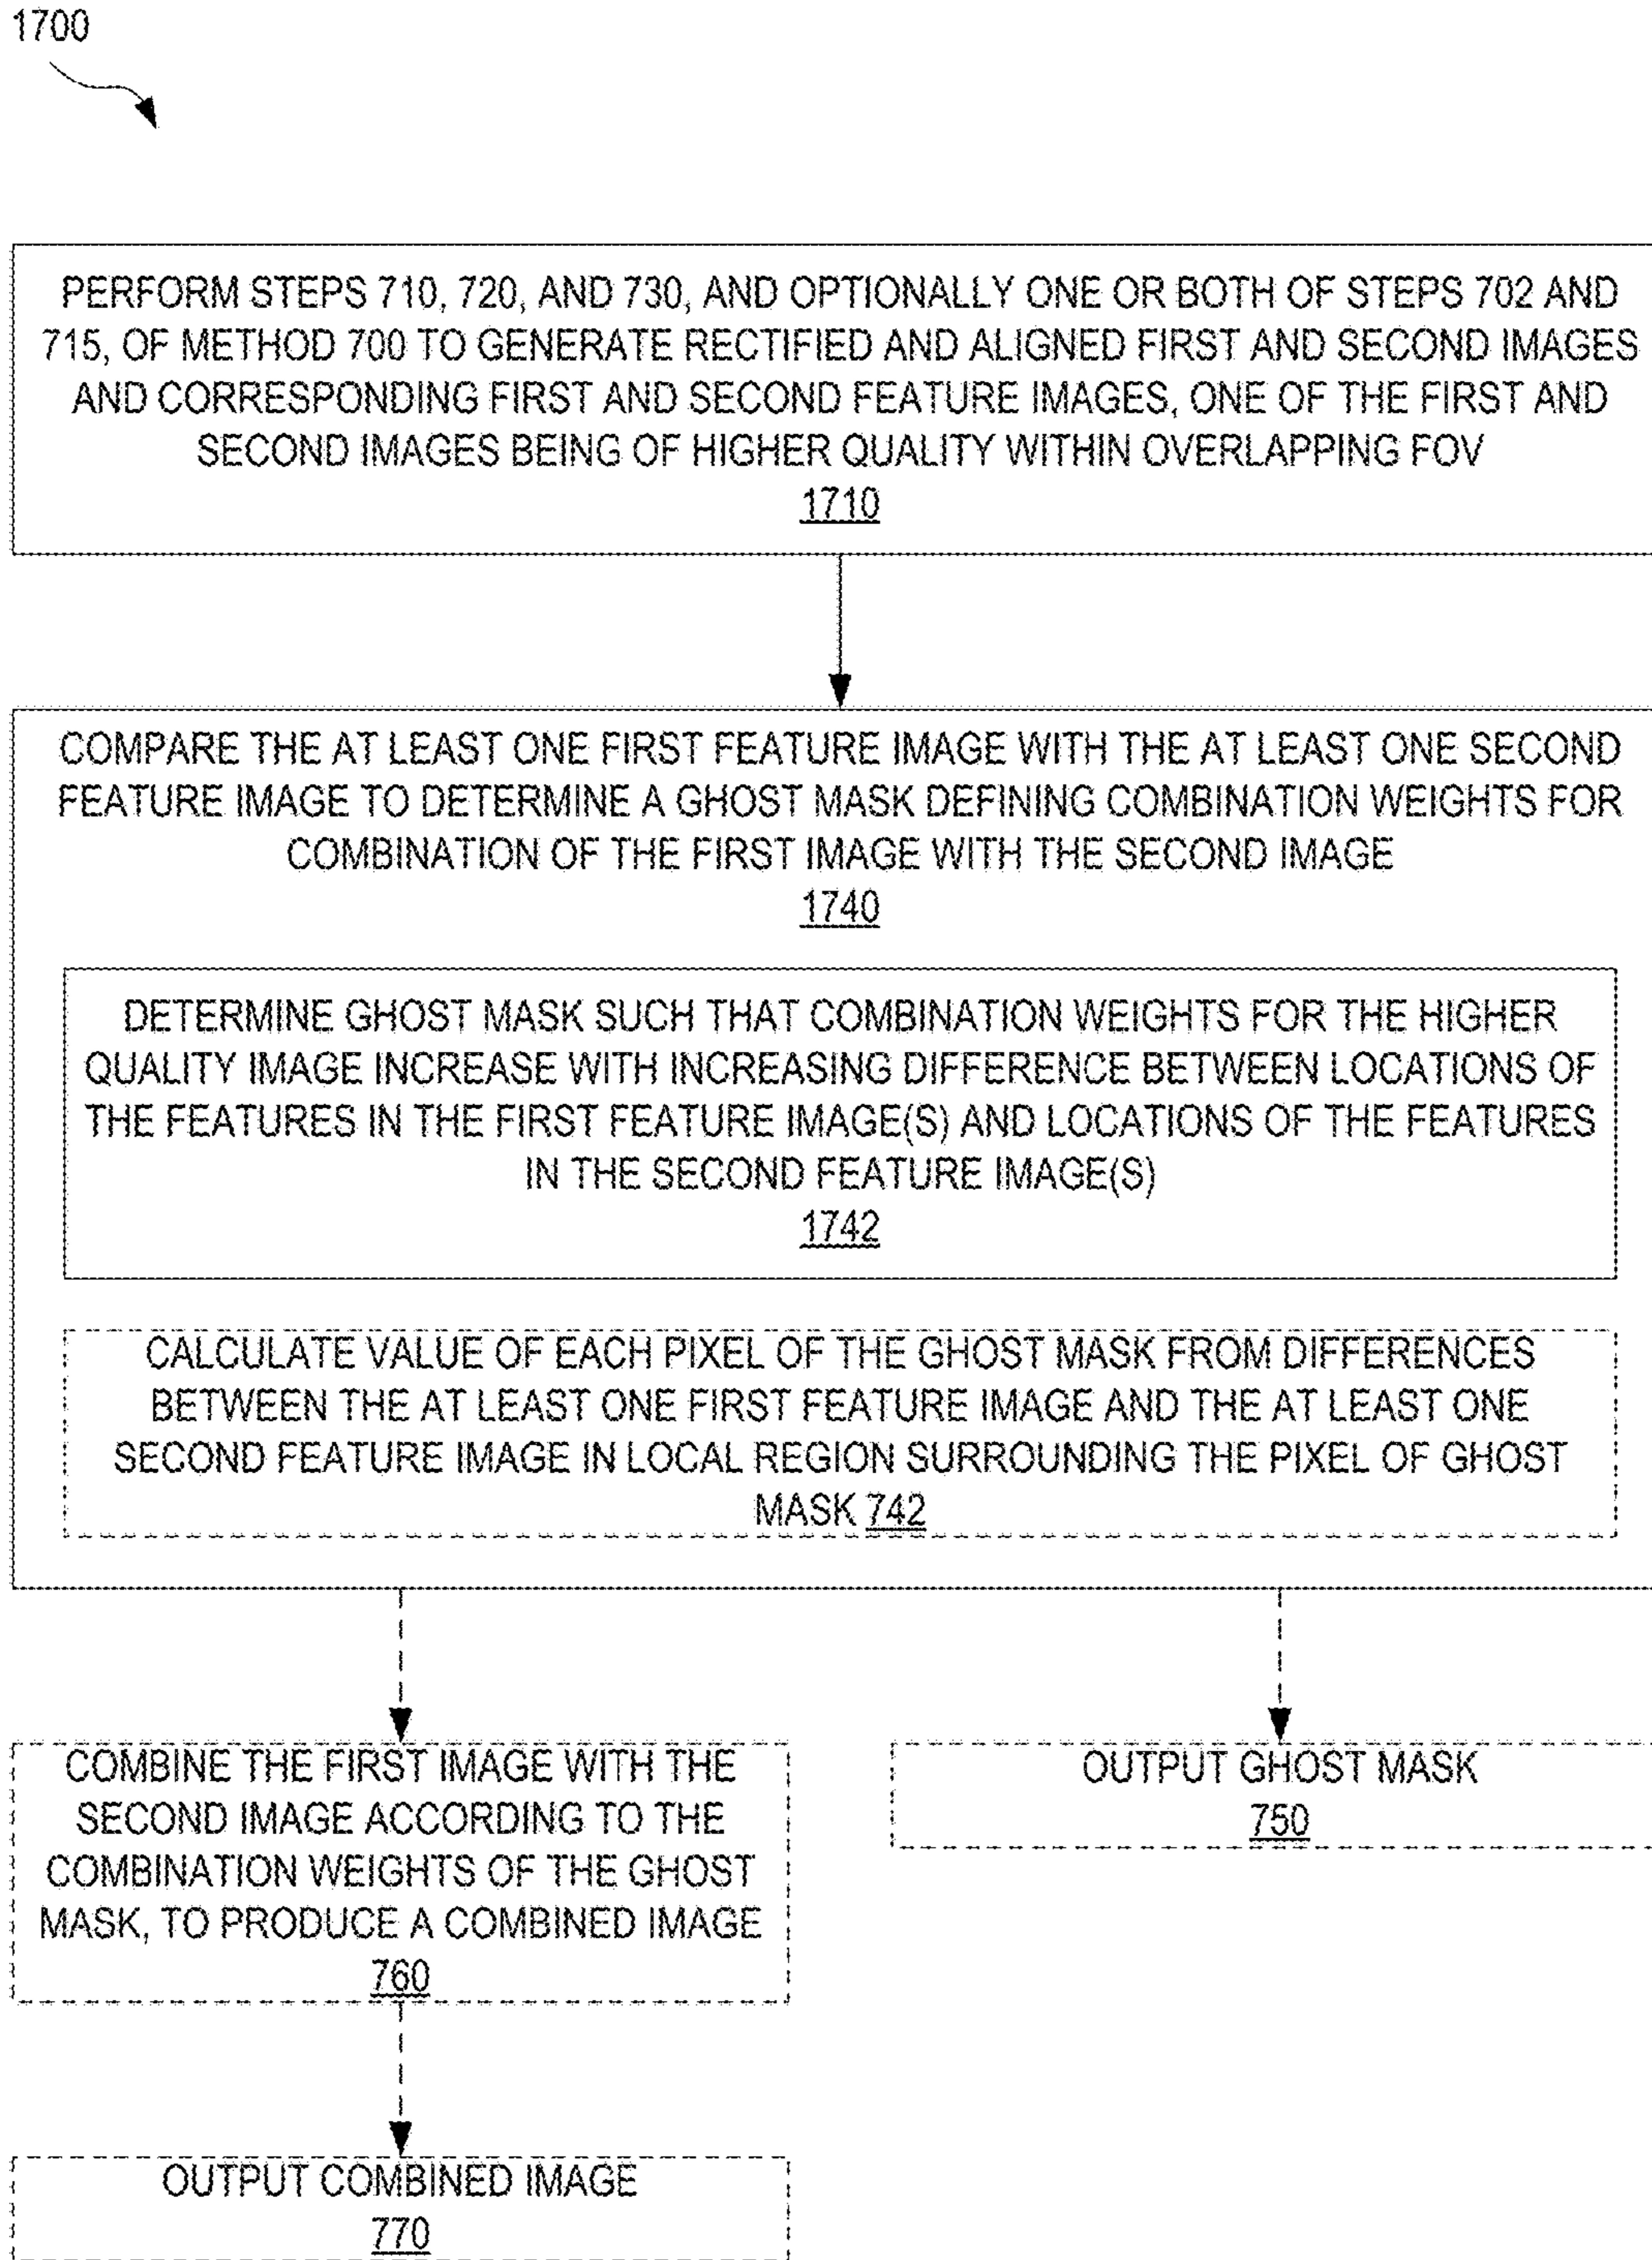 1700
PERFORM STEPS 710, 720, AND 730, AND OPTIONALLY ONE OR BOTH OF STEPS 702 AND
715, OF METHOD 700 TO GENERATE RECTIFIED AND ALIGNED FIRST AND SECOND IMAGES
AND CORRESPONDING FIRST AND SECOND FEATURE IMAGES, ONE OF THE FIRST AND
SECOND IMAGES BEING OF HIGHER QUALITY WITHIN OVERLAPPING FOV
1710
COMPARE THE AT LEAST ONE FIRST FEATURE IMAGE WITH THE AT LEAST ONE SECOND
FEATURE IMAGE TO DETERMINE A GHOST MASK DEFINING COMBINATION WEIGHTS FOR
COMBINATION OF THE FIRST IMAGE WITH THE SECOND IMAGE
1740
DETERMINE GHOST MASK SUCH THAT COMBINATION WEIGHTS FOR THE HIGHER
QUALITY IMAGE INCREASE WITH INCREASING DIFFERENCE BETWEEN LOCATIONS OF
THE FEATURES IN THE FIRST FEATURE IMAGE(S) AND LOCATIONS OF THE FEATURES
IN THE SECOND FEATURE IMAGE(S)
1742
CALCULATE VALUE OF EACH PIXEL OF THE GHOST MASK FROM DIFFERENCES
BETWEEN THE AT LEAST ONE FIRST FEATURE IMAGE AND THE AT LEAST ONE
SECOND FEATURE IMAGE IN LOCAL REGION SURROUNDING THE PIXEL OF GHOST
MASK 742
COMBINE THE FIRST IMAGE WITH THE
SECOND IMAGE ACCORDING TO THE
COMBINATION WEIGHTS OF THE GHOST
MASK, TO PRODUCE A COMBINED IMAGE
760
OUTPUT GHOST MASK
750
OUTPUT COMBINED IMAGE
770